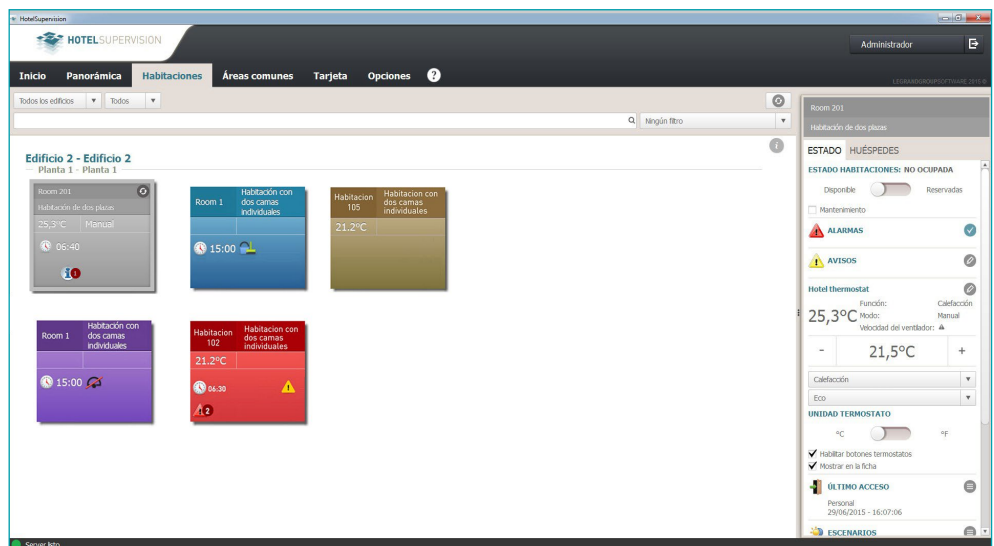 HotelSupervision
HOTELSUPERVISION
Administrador
Inicio Panorámica Habitaciones Áreas comunes Tarjeta Opciones ?
LEGRANDGROUPSOFTWARE 2015 ©
Todos los edificios Todos
Ningún filtro
Edificio 2 - Edificio 2
Planta 1 - Planta 1
Room 201
Habitación de dos plazas
25,3°C Manual
06:40
1
Room 1
Habitación con
dos camas
individuales
15:00
Habitacion
105
Habitacion con
dos camas
individuales
21.2°C
Room 1
Habitación con
dos camas
individuales
15:00
Habitacion
102
Habitacion con
dos camas
individuales
21.2°C
06:30
2
Room 201
Habitación de dos plazas
ESTADO HUÉSPEDES
ESTADO HABITACIONES: NO OCUPADA
Disponible Reservadas
Mantenimiento
ALARMAS
AVISOS
Hotel thermostat
25,3°C
Función: Calefacción
Modo: Manual
Velocidad del ventilador:
- 21,5°C +
Calefacción
Eco
UNIDAD TERMOSTATO
°C °F
Habilitar botones termostatos
Mostrar en la ficha
ÚLTIMO ACCESO
Personal
29/06/2015 - 16:07:06
ESCENARIOS
Server listo